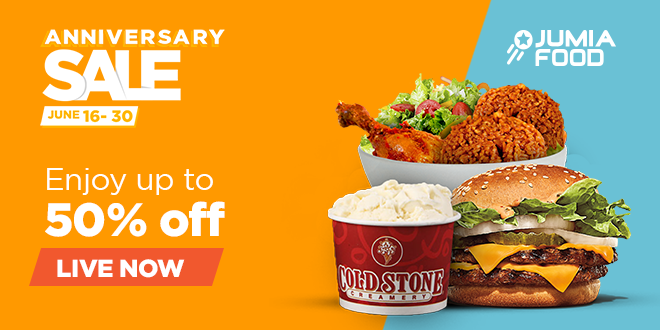 ANNIVERSARY
SALE
JUNE 16- 30
Enjoy up to
50% off
LIVE NOW
JUMIA
FOOD
COLD STONE
CREAMERY